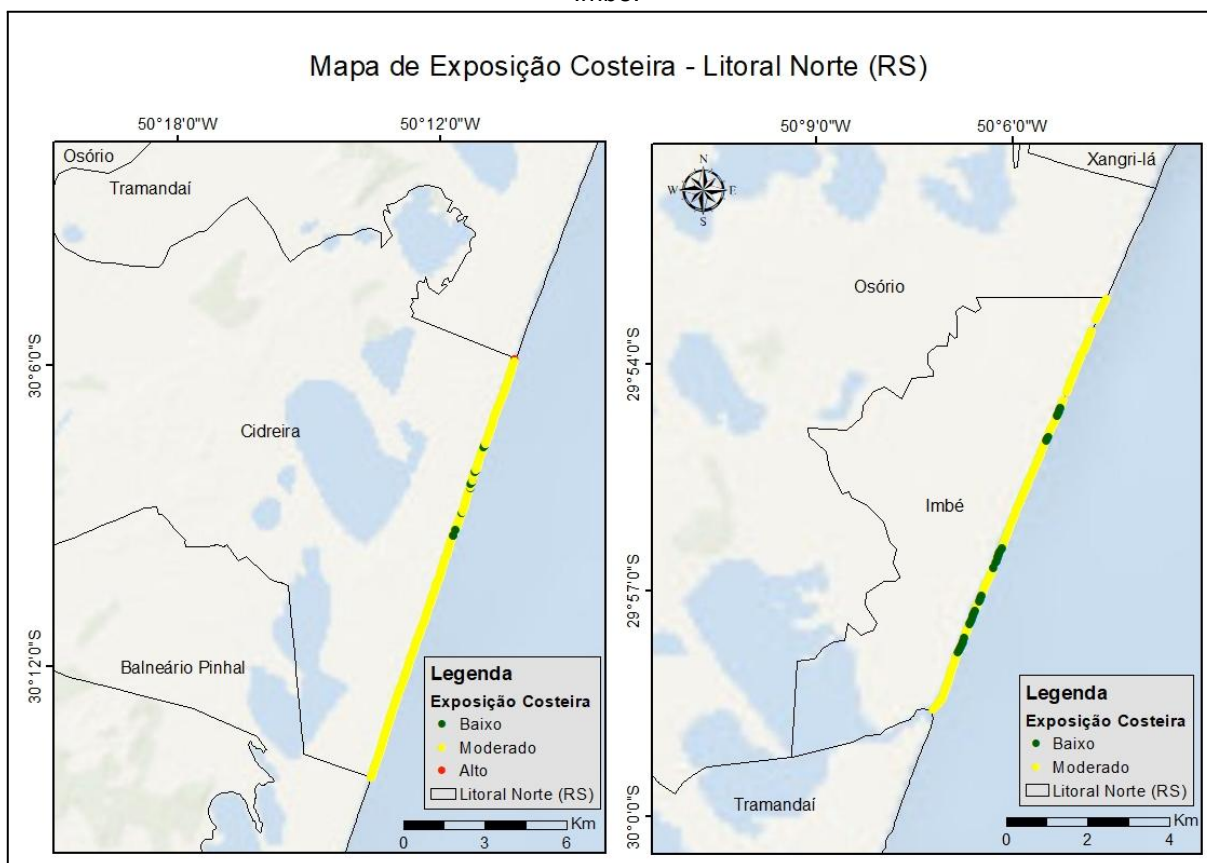 Imbé.
Mapa de Exposição Costeira - Litoral Norte (RS)
50°18'0"W
50°12'0"W
Osório
Tramandaí
30°6'0"S
Cidreira
30°12'0"S
Balneário Pinhal
Legenda
Exposição Costeira
Baixo
Moderado
Alto
Litoral Norte (RS)
Km
0 3 6
50°9'0"W
50°6'0"W
N
W E
S
Xangri-lá
Osório
29°54'0"S
Imbé
29°57'0"S
Tramandaí
30°0'0"S
Legenda
Exposição Costeira
Baixo
Moderado
Litoral Norte (RS)
Km
0 2 4